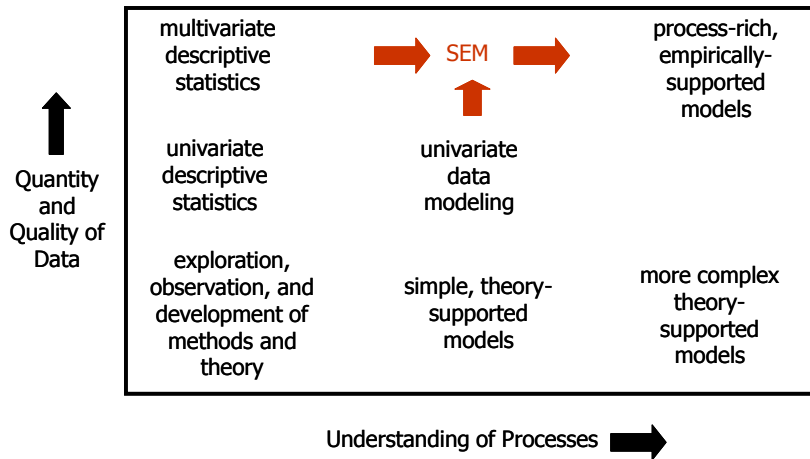 multivariate
descriptive
statistics
SEM
process-rich,
empirically-
supported
models
univariate
descriptive
statistics
univariate
data
modeling
Quantity
and
Quality of
Data
exploration,
observation, and
development of
methods and
theory
simple, theory-
supported
models
more complex
theory-
supported
models
Understanding of Processes